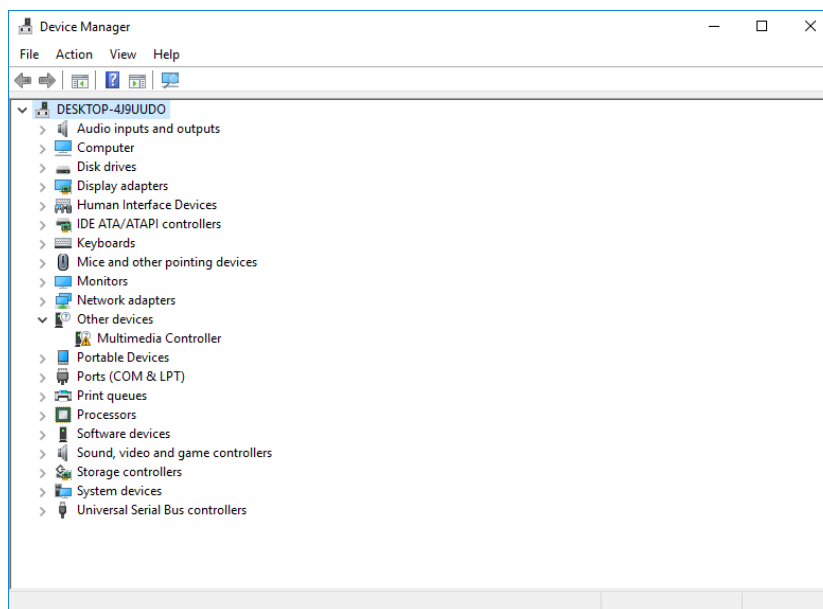 Device Manager
File Action View Help
DESKTOP-4J9UUDO
Audio inputs and outputs
Computer
Disk drives
Display adapters
Human Interface Devices
IDE ATA/ATAPI controllers
Keyboards
Mice and other pointing devices
Monitors
Network adapters
Other devices
Multimedia Controller
Portable Devices
Ports (COM & LPT)
Print queues
Processors
Software devices
Sound, video and game controllers
Storage controllers
System devices
Universal Serial Bus controllers